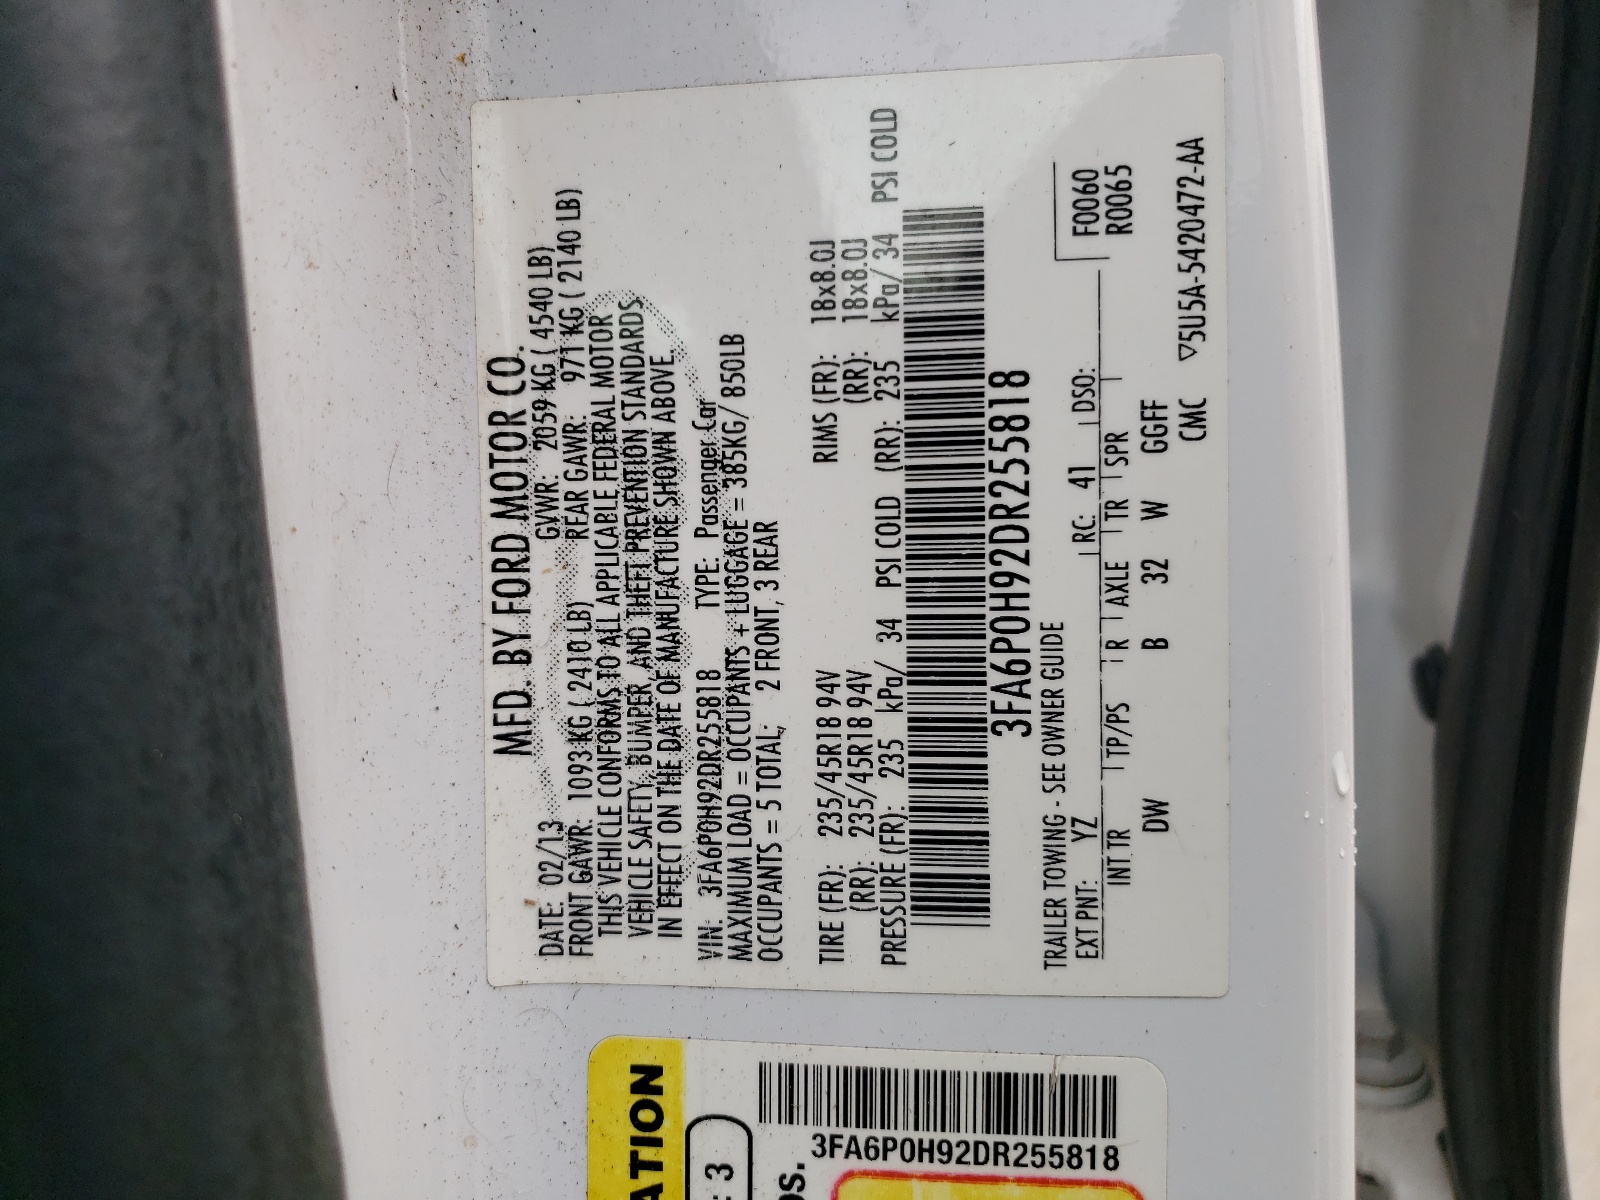 MFD. BY FORD MOTOR CO.
DATE: 02/13 GVWR: 2059 KG ( 4540 LB)
FRONT GAWR: 1093 KG ( 2410 LB) REAR GAWR: 971 KG ( 2140 LB)
THIS VEHICLE CONFORMS TO ALL APPLICABLE FEDERAL MOTOR
VEHICLE SAFETY, BUMPER, AND THEFT PREVENTION STANDARDS
IN EFFECT ON THE DATE OF MANUFACTURE SHOWN ABOVE.
VIN: 3FA6P0H92DR255818 TYPE: Passenger Car
MAXIMUM LOAD = OCCUPANTS + LUGGAGE = 385KG/ 850LB
OCCUPANTS = 5 TOTAL; 2 FRONT, 3 REAR
TIRE (FR): 235/45R18 94V RIMS (FR): 18x8.0J
(RR): 235/45R18 94V (RR): 18x8.0J
PRESSURE (FR): 235 kPa/ 34 PSI COLD (RR): 235 kPa/ 34 PSI COLD
3FA6P0H92DR255818
TRAILER TOWING - SEE OWNER GUIDE
EXT PNT: YZ RC: 41 DSO: F0060
INT TR TP/PS R AXLE TR SPR R0065
DW B 32 W GGFF
CMC ▽5U5A-5420472-AA
ATION
: 3
os.
3FA6P0H92DR255818